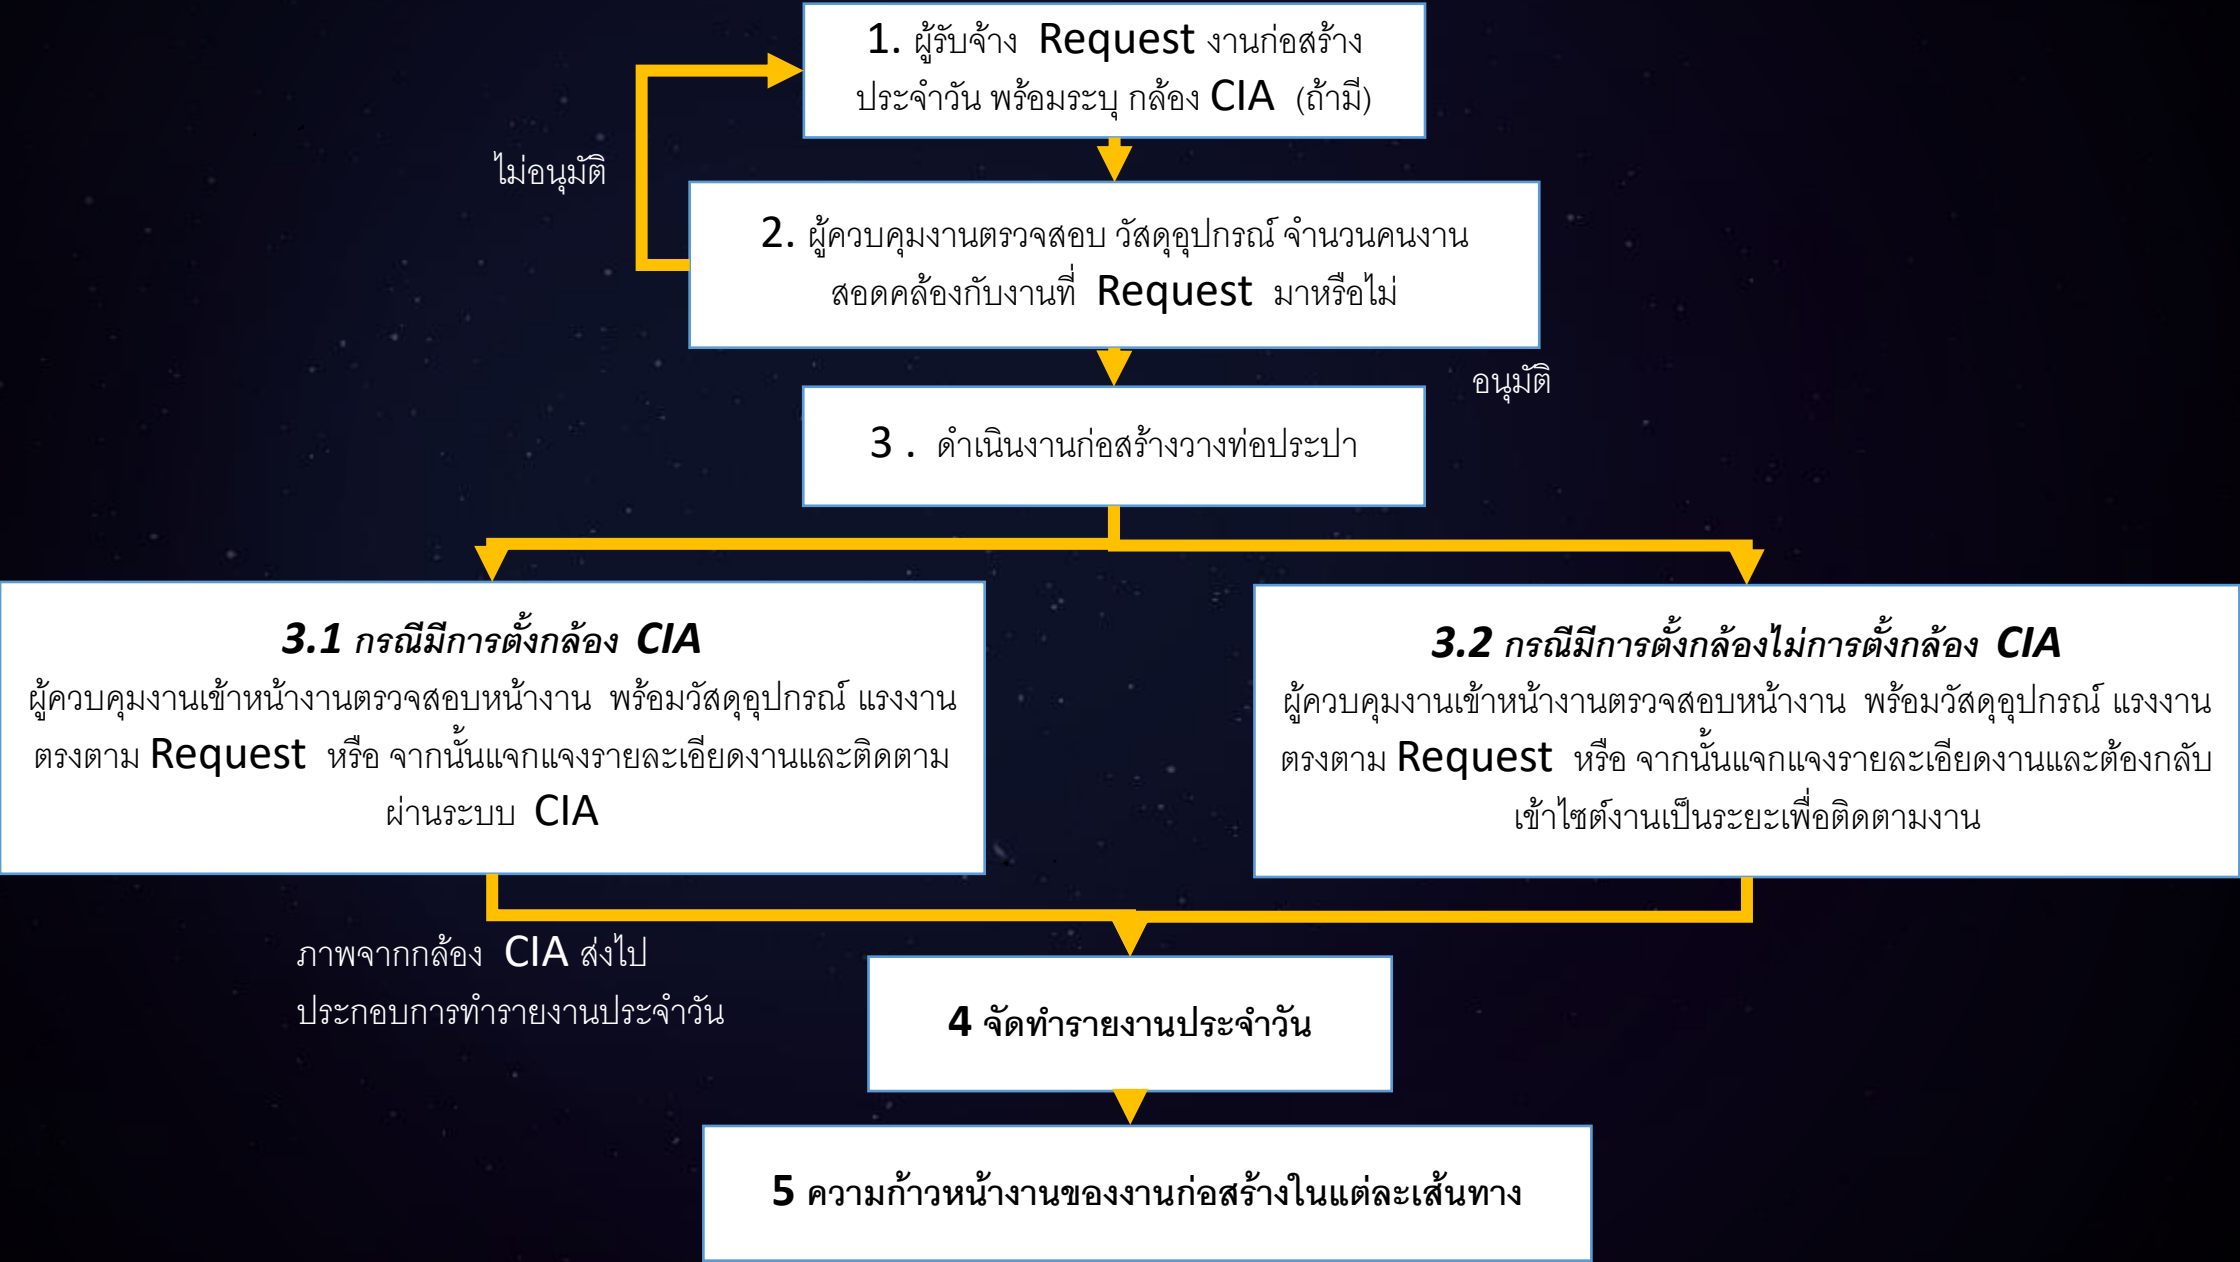 1. ผู้รับจ้าง Request งานก่อสร้าง
ประจำวัน พร้อมระบุ กล้อง CIA (ถ้ามี)
ไม่อนุมัติ
2. ผู้ควบคุมงานตรวจสอบ วัสดุอุปกรณ์ จำนวนคนงาน
สอดคล้องกับงานที่ Request มาหรือไม่
อนุมัติ
3 . ดำเนินงานก่อสร้างวางท่อประปา
3.1 กรณีมีการตั้งกล้อง CIA
ผู้ควบคุมงานเข้าหน้างานตรวจสอบหน้างาน พร้อมวัสดุอุปกรณ์ แรงงาน
ตรงตาม Request หรือ จากนั้นแจกแจงรายละเอียดงานและติดตาม
ผ่านระบบ CIA
3.2 กรณีมีการตั้งกล้องไม่การตั้งกล้อง CIA
ผู้ควบคุมงานเข้าหน้างานตรวจสอบหน้างาน พร้อมวัสดุอุปกรณ์ แรงงาน
ตรงตาม Request หรือ จากนั้นแจกแจงรายละเอียดงานและต้องกลับ
เข้าไซต์งานเป็นระยะเพื่อติดตามงาน
ภาพจากกล้อง CIA ส่งไป
ประกอบการทำรายงานประจำวัน
4 จัดทำรายงานประจำวัน
5 ความก้าวหน้างานของงานก่อสร้างในแต่ละเส้นทาง